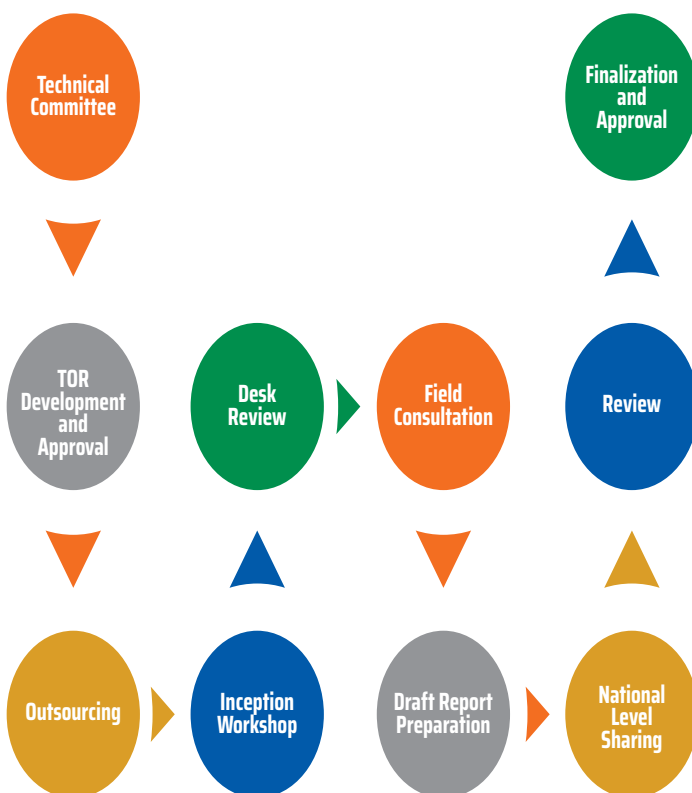 Technical
Committee
TOR
Development
and
Approval
Outsourcing
Inception
Workshop
Desk
Review
Field
Consultation
Draft Report
Preparation
National
Level
Sharing
Review
Finalization
and
Approval